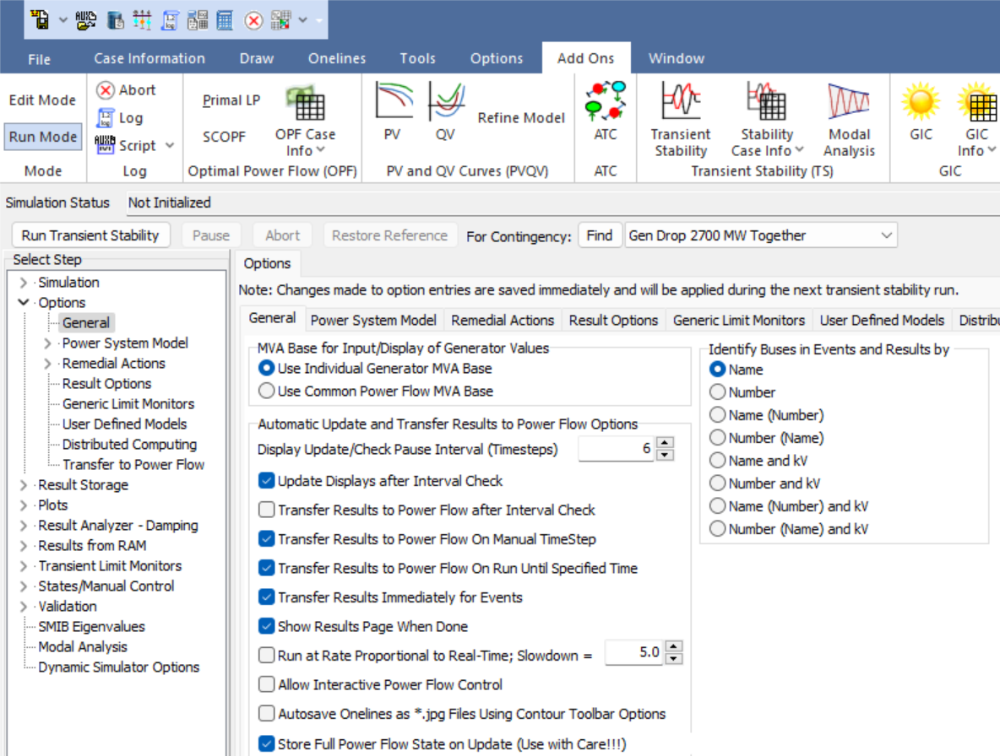 File Case Information Draw Onelines Tools Options Add Ons Window
Edit Mode
Run Mode
Mode
Abort
Log
Script
Log
Primal LP
SCOPF
OPF Case
Info
Optimal Power Flow (OPF)
PV
QV
Refine Model
PV and QV Curves (PVQV)
ATC
ATC
Transient
Stability
Stability
Case Info
Modal
Analysis
Transient Stability (TS)
GIC
GIC
Info
GIC
Simulation Status Not Initialized
Run Transient Stability Pause Abort Restore Reference For Contingency: Find Gen Drop 2700 MW Together
Select Step
Simulation
Options
General
Power System Model
Remedial Actions
Result Options
Generic Limit Monitors
User Defined Models
Distributed Computing
Transfer to Power Flow
Result Storage
Plots
Result Analyzer - Damping
Results from RAM
Transient Limit Monitors
States/Manual Control
Validation
SMIB Eigenvalues
Modal Analysis
Dynamic Simulator Options
Options
Note: Changes made to option entries are saved immediately and will be applied during the next transient stability run.
General Power System Model Remedial Actions Result Options Generic Limit Monitors User Defined Models Distribu
MVA Base for Input/Display of Generator Values
Use Individual Generator MVA Base
Use Common Power Flow MVA Base
Automatic Update and Transfer Results to Power Flow Options
Display Update/Check Pause Interval (Timesteps) 6
Update Displays after Interval Check
Transfer Results to Power Flow after Interval Check
Transfer Results to Power Flow On Manual TimeStep
Transfer Results to Power Flow On Run Until Specified Time
Transfer Results Immediately for Events
Show Results Page When Done
Run at Rate Proportional to Real-Time; Slowdown = 5.0
Allow Interactive Power Flow Control
Autosave Onelines as *.jpg Files Using Contour Toolbar Options
Store Full Power Flow State on Update (Use with Care!!!)
Identify Buses in Events and Results by
Name
Number
Name (Number)
Number (Name)
Name and kV
Number and kV
Name (Number) and kV
Number (Name) and kV